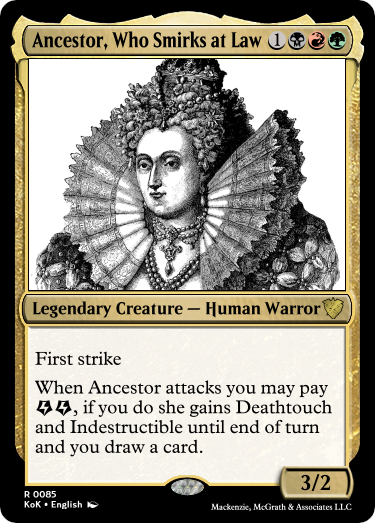 Ancestor, Who Smirks at Law 1
Legendary Creature — Human Warror
First strike
When Ancestor attacks you may pay
, if you do she gains Deathtouch
and Indestructible until end of turn
and you draw a card.
3/2
R 0085
KoK • English
Mackenzie, McGrath & Associates LLC